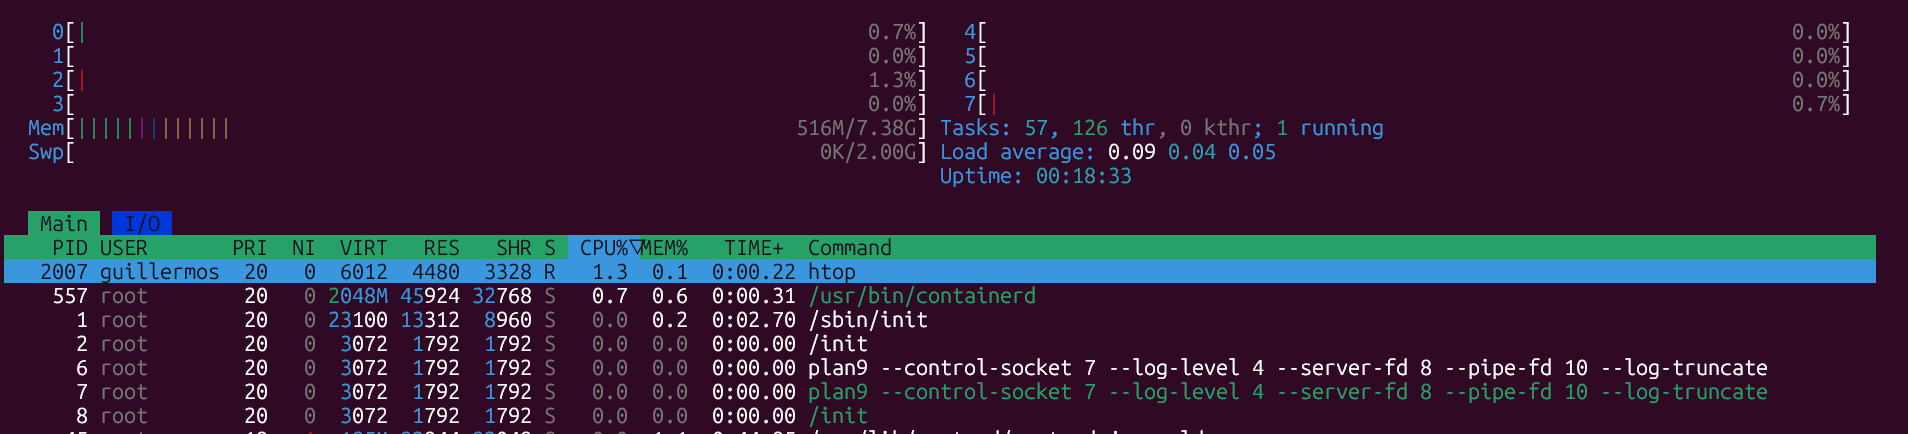 0[| 0.7%] 4[ 0.0%]
1[ 0.0%] 5[ 0.0%]
2[| 1.3%] 6[ 0.0%]
3[ 0.0%] 7[| 0.7%]
Mem[||||||||||||| 516M/7.38G] Tasks: 57, 126 thr, 0 kthr; 1 running
Swp[ 0K/2.00G] Load average: 0.09 0.04 0.05
Uptime: 00:18:33
Main I/O
PID USER PRI NI VIRT RES SHR S CPU%▽MEM% TIME+ Command
2007 guillermos 20 0 6012 4480 3328 R 1.3 0.1 0:00.22 htop
557 root 20 0 2048M 45924 32768 S 0.7 0.6 0:00.31 /usr/bin/containerd
1 root 20 0 23100 13312 8960 S 0.0 0.2 0:02.70 /sbin/init
2 root 20 0 3072 1792 1792 S 0.0 0.0 0:00.00 /init
6 root 20 0 3072 1792 1792 S 0.0 0.0 0:00.00 plan9 --control-socket 7 --log-level 4 --server-fd 8 --pipe-fd 10 --log-truncate
7 root 20 0 3072 1792 1792 S 0.0 0.0 0:00.00 plan9 --control-socket 7 --log-level 4 --server-fd 8 --pipe-fd 10 --log-truncate
8 root 20 0 3072 1792 1792 S 0.0 0.0 0:00.00 /init